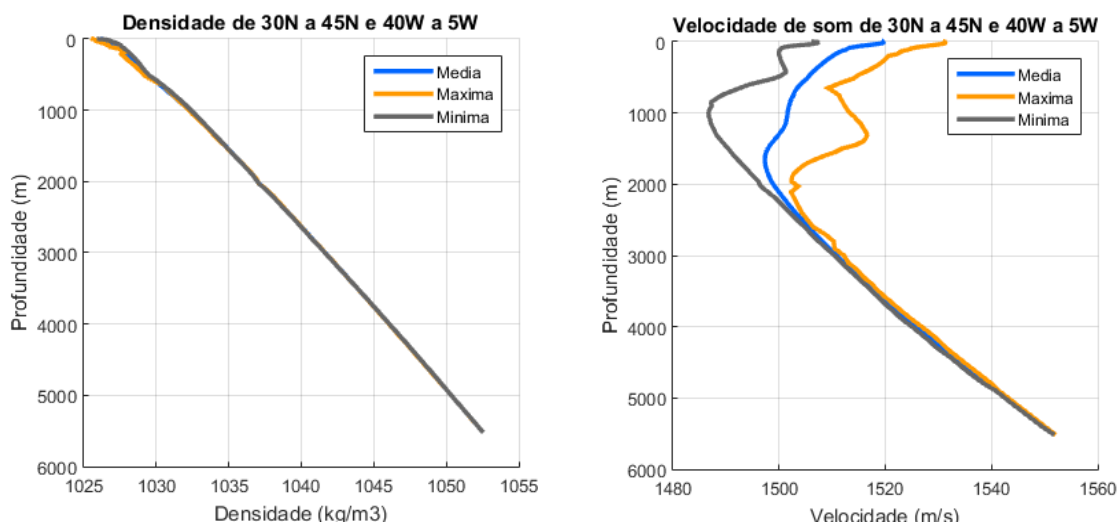 Densidade de 30N a 45N e 40W a 5W
0
1000
2000
3000
4000
5000
6000
Profundidade (m)
Media
Maxima
Minima
1025 1030 1035 1040 1045 1050 1055
Densidade (kg/m3)
Velocidade de som de 30N a 45N e 40W a 5W
0
1000
2000
3000
4000
5000
6000
Profundidade (m)
Media
Maxima
Minima
1480 1500 1520 1540 1560
Velocidade (m/s)